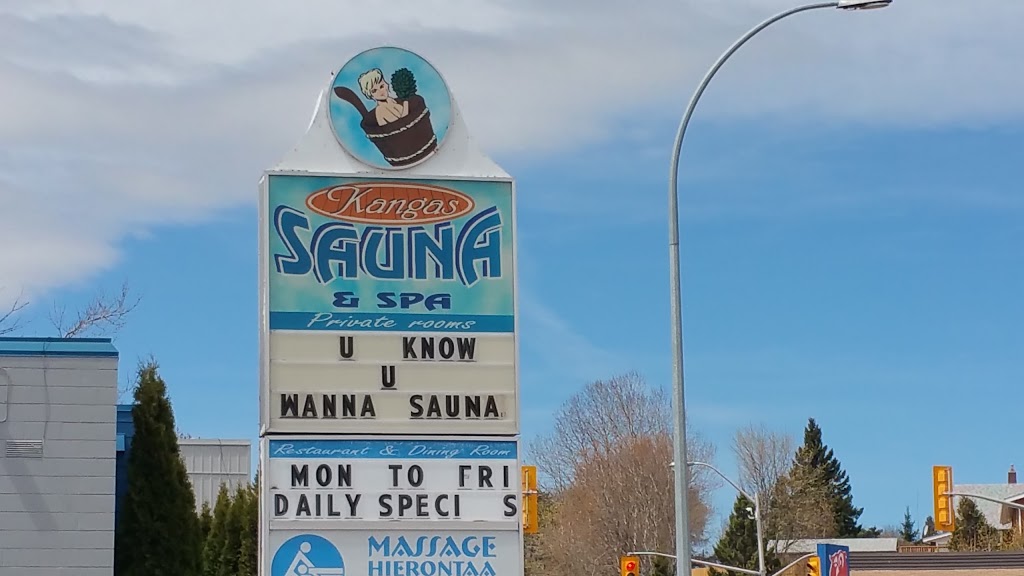 Kangas
SAUNA
& SPA
Private rooms
U KNOW
U
WANNA SAUNA
Restaurant & Dining Room
MON TO FRI
DAILY SPECI S
MASSAGE
HIERONTAA